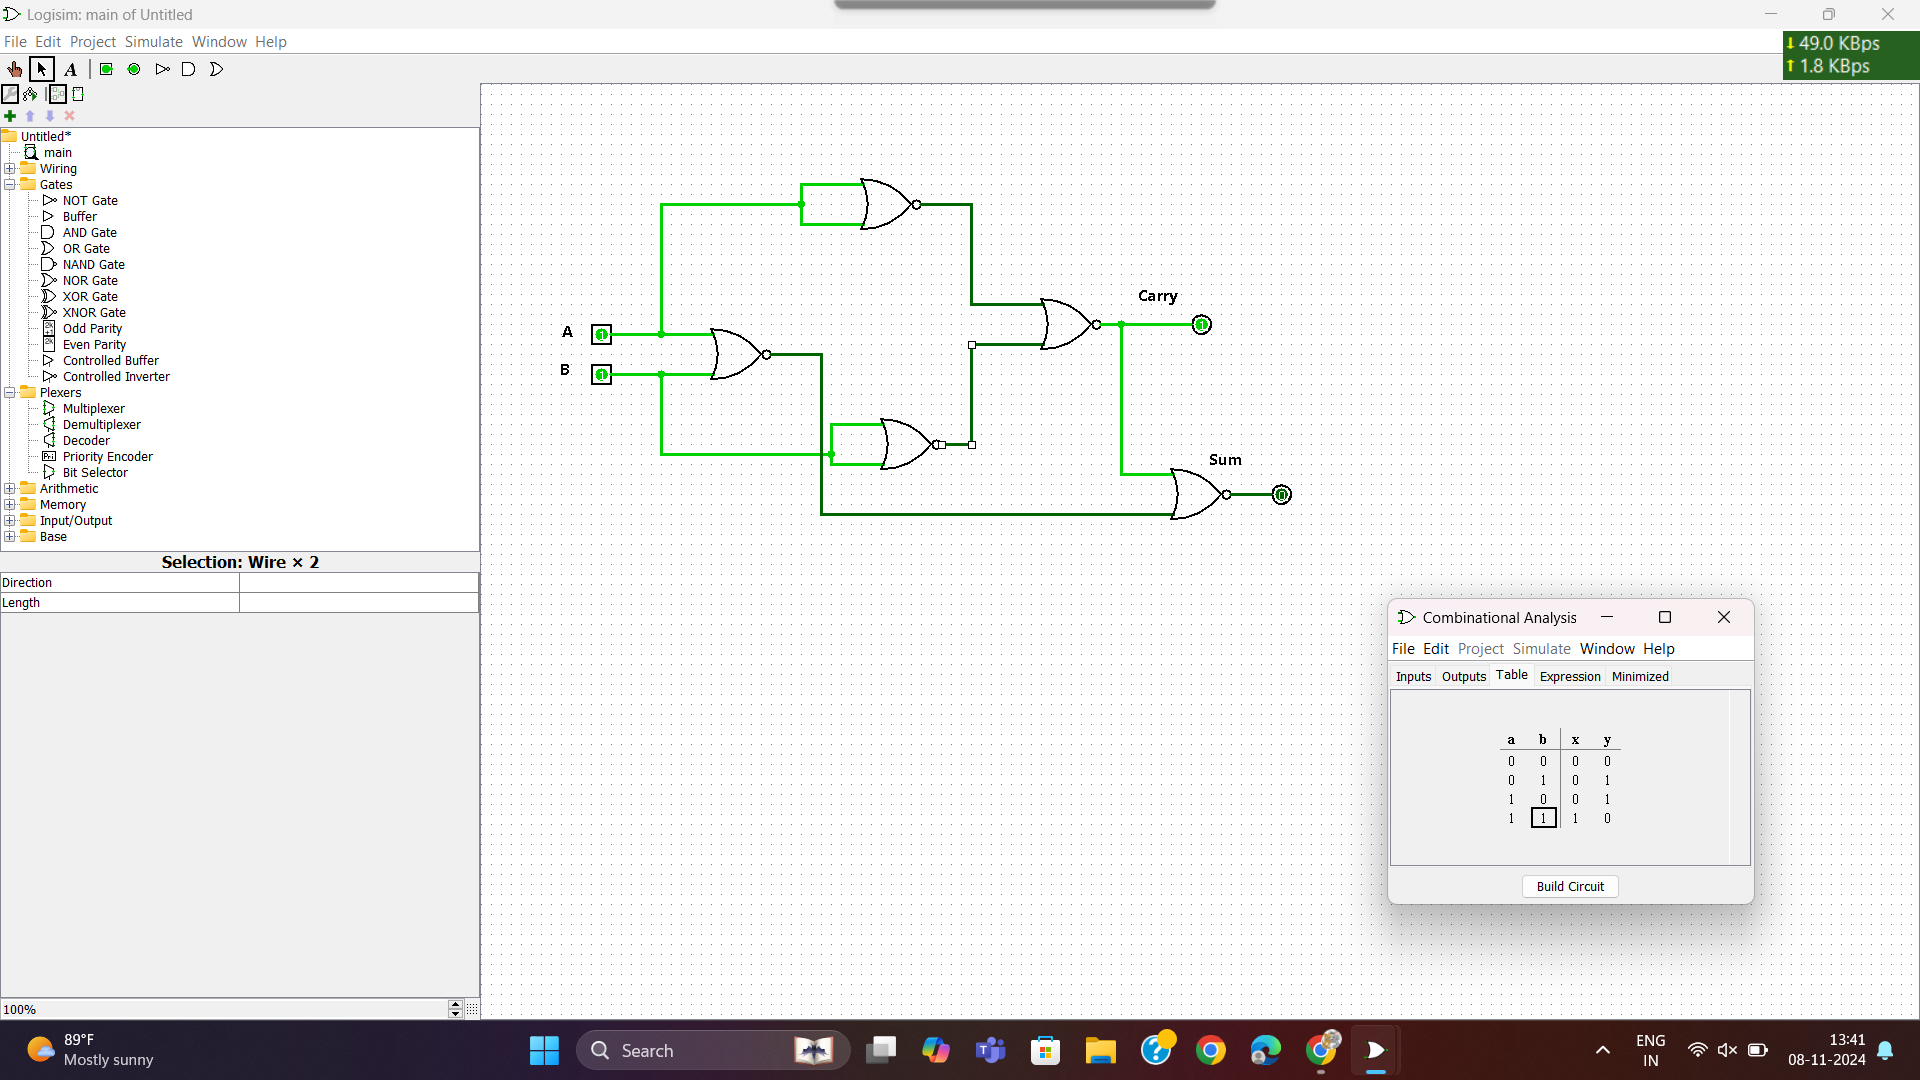 Logisim: main of Untitled
File Edit Project Simulate Window Help
49.0 KBps
1.8 KBps
A
Untitled*
main
Wiring
Gates
NOT Gate
Buffer
AND Gate
OR Gate
NAND Gate
NOR Gate
XOR Gate
XNOR Gate
Odd Parity
Even Parity
Controlled Buffer
Controlled Inverter
Plexers
Multiplexer
Demultiplexer
Decoder
Priority Encoder
Bit Selector
Arithmetic
Memory
Input/Output
Base
Selection: Wire × 2
Direction
Length
100%
A
1
B
1
Carry
1
Sum
0
Combinational Analysis
File Edit Project Simulate Window Help
Inputs Outputs Table Expression Minimized
a b x y
0 0 0 0
0 1 0 1
1 0 0 1
1 1 1 0
Build Circuit
89°F
Mostly sunny
Search
ENG
IN
13:41
08-11-2024